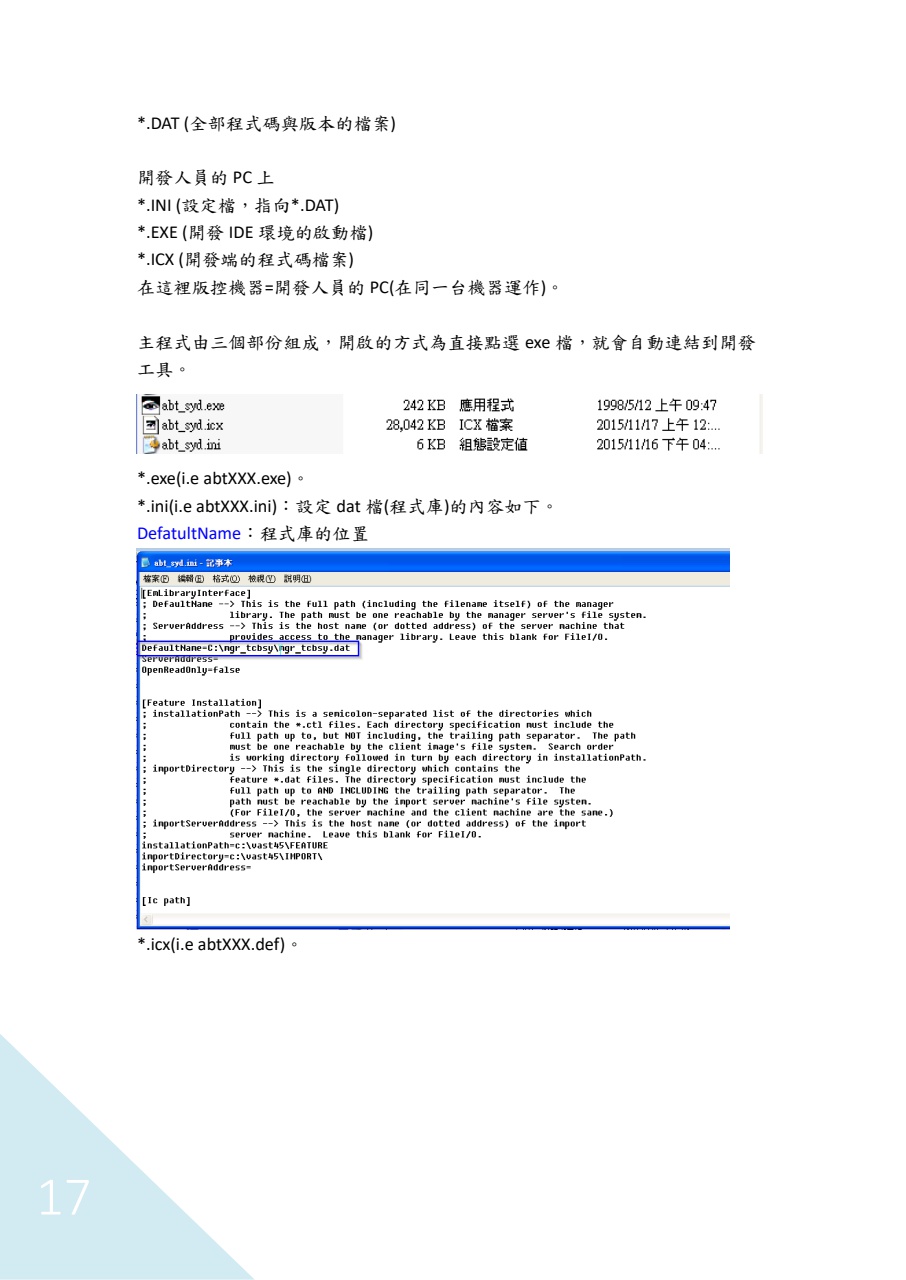 *.DAT (全部程式碼與版本的檔案)
開發人員的 PC 上
*.INI (設定檔，指向*.DAT)
*.EXE (開發 IDE 環境的啟動檔)
*.ICX (開發端的程式碼檔案)
在這裡版控機器=開發人員的 PC(在同一台機器運作)。
主程式由三個部份組成，開啟的方式為直接點選 exe 檔，就會自動連結到開發
工具。
abt_syd.exe 242 KB 應用程式 1998/5/12 上午 09:47
abt_syd.icx 28,042 KB ICX 檔案 2015/11/17 上午 12:...
abt_syd.ini 6 KB 組態設定值 2015/11/16 下午 04:...
*.exe(i.e abtXXX.exe)。
*.ini(i.e abtXXX.ini)：設定 dat 檔(程式庫)的內容如下。
DefatultName：程式庫的位置
abt_syd.ini - 記事本
檔案(F) 編輯(E) 格式(O) 檢視(V) 說明(H)
[EmLibraryInterface]
; DefaultName --> This is the full path (including the filename itself) of the manager
; library. The path must be one reachable by the manager server's file system.
; ServerAddress --> This is the host name (or dotted address) of the server machine that
; provides access to the manager library. Leave this blank for FileI/O.
DefaultName=C:\mgr_tcbsy\mgr_tcbsy.dat
ServerAddress=
OpenReadOnly=false
[Feature Installation]
; installationPath --> This is a semicolon-separated list of the directories which
; contain the *.ctl files. Each directory specification must include the
; full path up to, but NOT including, the trailing path separator. The path
; must be one reachable by the client image's file system. Search order
; is working directory followed in turn by each directory in installationPath.
; importDirectory --> This is the single directory which contains the
; feature *.dat files. The directory specification must include the
; full path up to AND INCLUDING the trailing path separator. The
; path must be reachable by the import server machine's file system.
; (For FileI/O, the server machine and the client machine are the same.)
; importServerAddress --> This is the host name (or dotted address) of the import
; server machine. Leave this blank for FileI/O.
installationPath=c:\vast45\FEATURE
importDirectory=c:\vast45\IMPORT\
importServerAddress=
[Ic path]
*.icx(i.e abtXXX.def)。
17